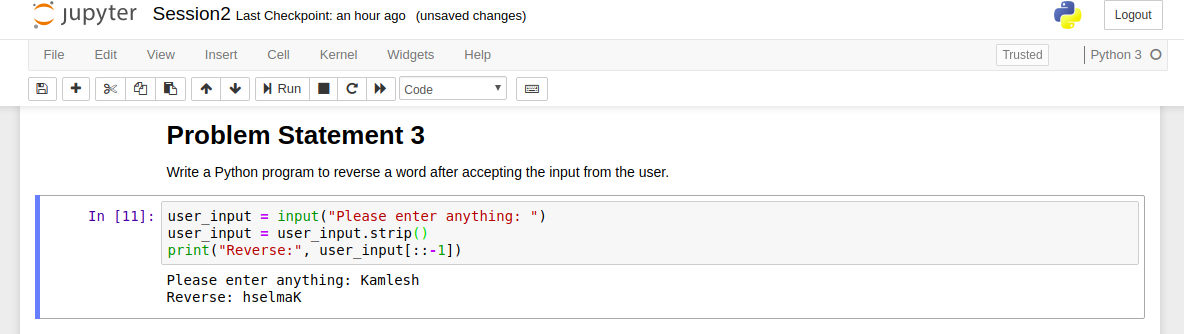 jupyter Session2 Last Checkpoint: an hour ago (unsaved changes) Logout
File Edit View Insert Cell Kernel Widgets Help Trusted Python 3
Run Code
Problem Statement 3
Write a Python program to reverse a word after accepting the input from the user.
In [11]: user_input = input("Please enter anything: ")
user_input = user_input.strip()
print("Reverse:", user_input[::-1])
Please enter anything: Kamlesh
Reverse: hselmaK